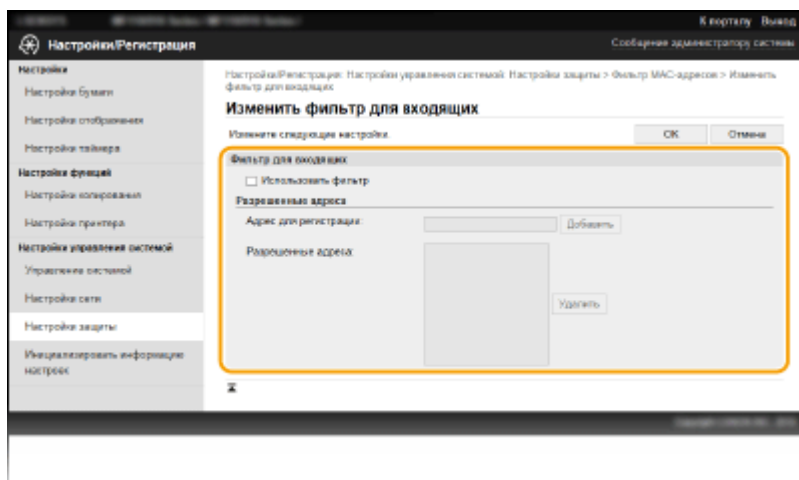 К порталу Выход
Настройки/Регистрация
Сообщение администратору системы
Настройки
Настройки бумаги
Настройки отображения
Настройки таймера
Настройки функций
Настройки копирования
Настройки принтера
Настройки управления системой
Управление системой
Настройки сети
Настройки защиты
Инициализировать информацию
настроек
Настройки/Регистрация: Настройки управления системой: Настройки защиты > Фильтр MAC-адресов > Изменить
фильтр для входящих
Изменить фильтр для входящих
Измените следующие настройки.
OK Отмена
Фильтр для входящих
Использовать фильтр
Разрешенные адреса
Адрес для регистрации:
Добавить
Разрешенные адреса:
Удалить